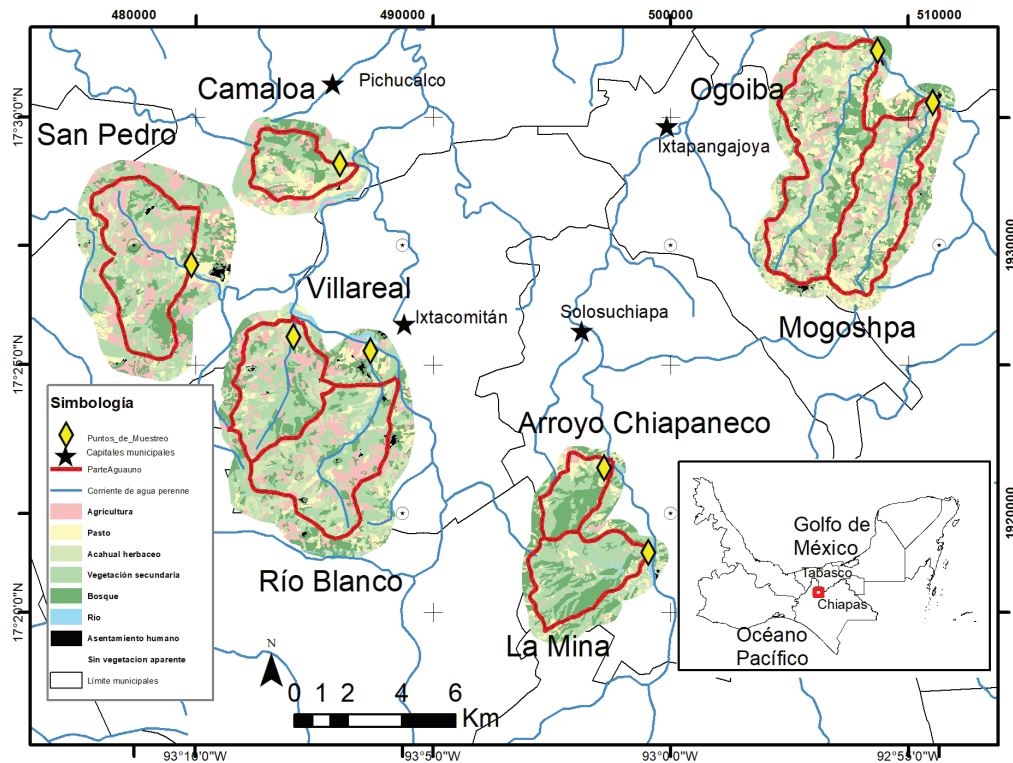 480000 490000 500000 510000
Camaloa
Pichucalco
Ogoiba
San Pedro
Ixtapangajoya
17°30'0"N
1930000
Villareal
Ixtacomitán
Solosuchiapa
Mogoshpa
17°26'0"N
Arroyo Chiapaneco
Simbología
Puntos_de_Muestreo
Capitales municipales
ParteAguauno
Corriente de agua perenne
Agricultura
Pasto
Acahual herbaceo
Vegetación secundaria
Bosque
Río
Asentamiento humano
Sin vegetacion aparente
Límite municipales
1920000
Golfo de
México
Tabasco
Chiapas
Océano
Pacífico
Río Blanco
17°20'0"N
La Mina
N
0 1 2 4 6
Km
93°10'0"W 93°50'0"W 93°0'0"W 92°55'0"W